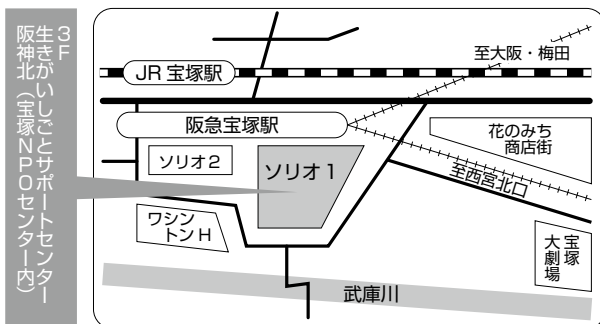 3F
生きがいしごとサポートセンター
阪神北（宝塚NPOセンター内）
至大阪・梅田
JR 宝塚駅
阪急宝塚駅
花のみち
商店街
ソリオ2
ソリオ1
至西宮北口
ワシン
トンH
宝塚
大劇場
武庫川